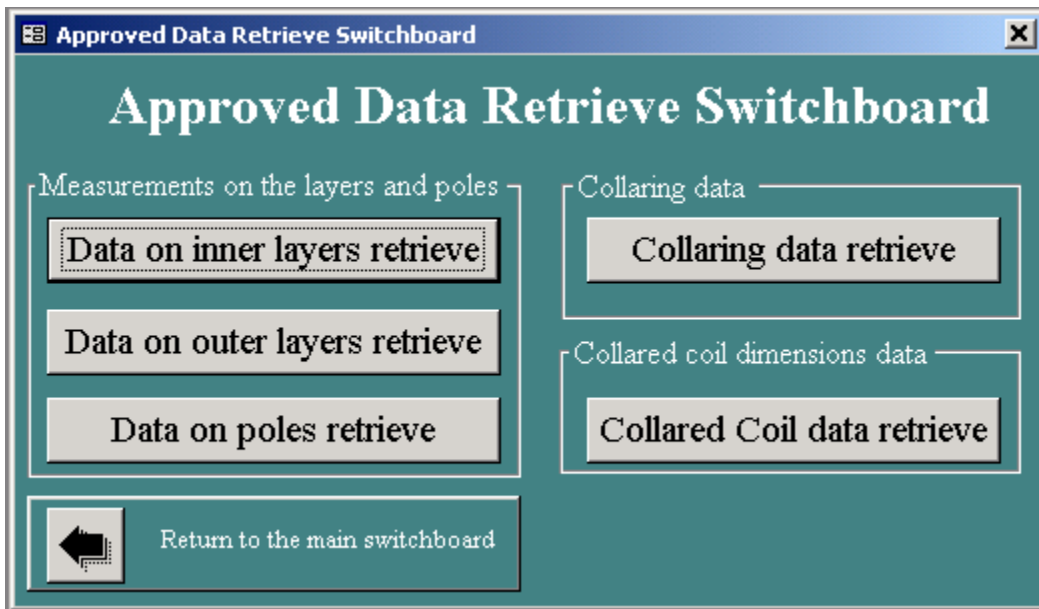 Approved Data Retrieve Switchboard
Approved Data Retrieve Switchboard
Measurements on the layers and poles
Data on inner layers retrieve
Data on outer layers retrieve
Data on poles retrieve
Return to the main switchboard
Collaring data
Collaring data retrieve
Collared coil dimensions data
Collared Coil data retrieve